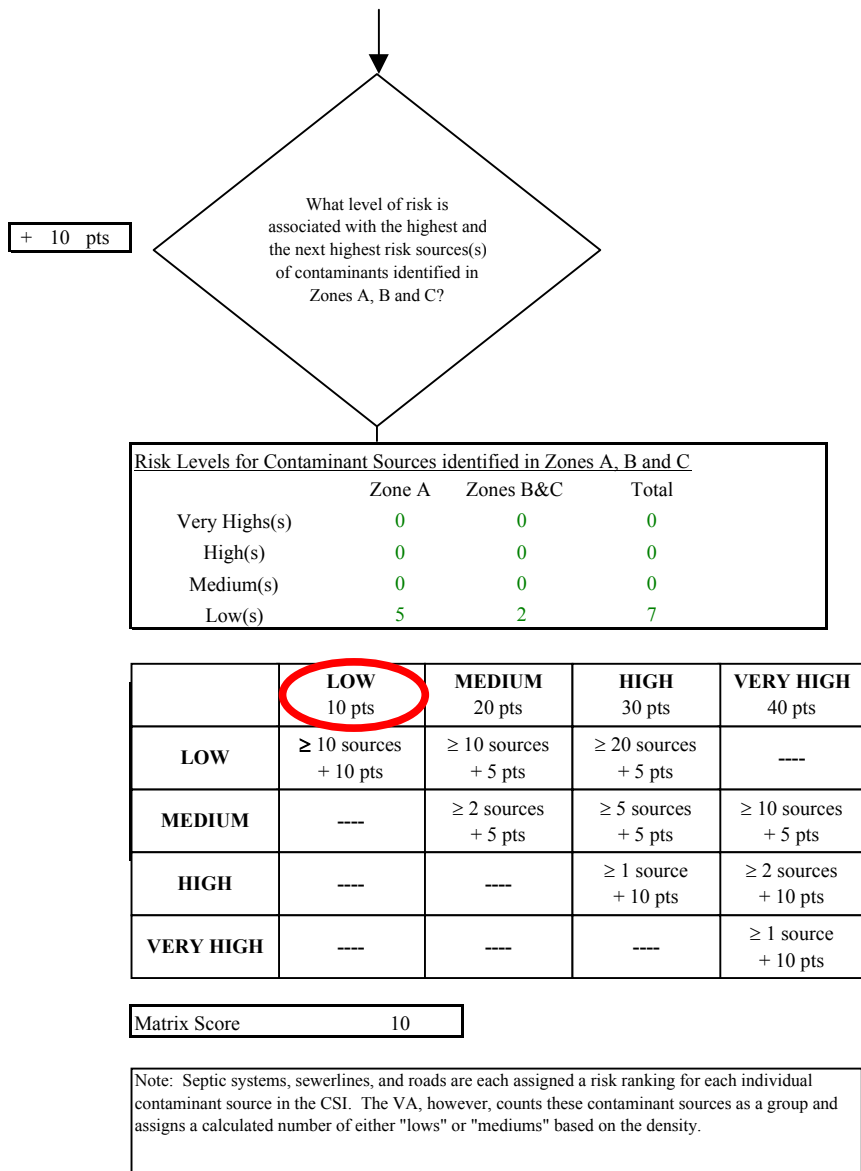 What level of risk is
associated with the highest and
the next highest risk sources(s)
of contaminants identified in
Zones A, B and C?
+ 10 pts
Risk Levels for Contaminant Sources identified in Zones A, B and C
Zone A Zones B&C Total
Very Highs(s) 0 0 0
High(s) 0 0 0
Medium(s) 0 0 0
Low(s) 5 2 7
LOW MEDIUM HIGH VERY HIGH
10 pts 20 pts 30 pts 40 pts
LOW ≥ 10 sources ≥ 10 sources ≥ 20 sources ----
+ 10 pts + 5 pts + 5 pts
MEDIUM ---- ≥ 2 sources ≥ 5 sources ≥ 10 sources
+ 5 pts + 5 pts + 5 pts
HIGH ---- ---- ≥ 1 source ≥ 2 sources
+ 10 pts + 10 pts
VERY HIGH ---- ---- ---- ≥ 1 source
+ 10 pts
Matrix Score 10
Note: Septic systems, sewerlines, and roads are each assigned a risk ranking for each individual
contaminant source in the CSI. The VA, however, counts these contaminant sources as a group and
assigns a calculated number of either "lows" or "mediums" based on the density.